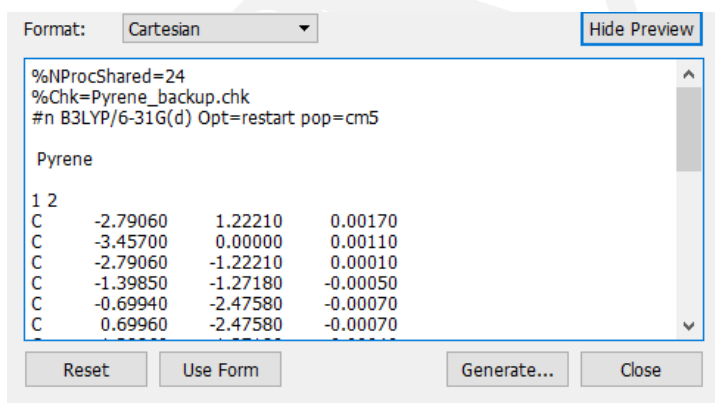 Format: Cartesian Hide Preview
%NProcShared=24
%Chk=Pyrene_backup.chk
#n B3LYP/6-31G(d) Opt=restart pop=cm5
Pyrene
1 2
C -2.79060 1.22210 0.00170
C -3.45700 0.00000 0.00110
C -2.79060 -1.22210 0.00010
C -1.39850 -1.27180 -0.00050
C -0.69940 -2.47580 -0.00070
C 0.69960 -2.47580 -0.00070
Reset Use Form Generate... Close